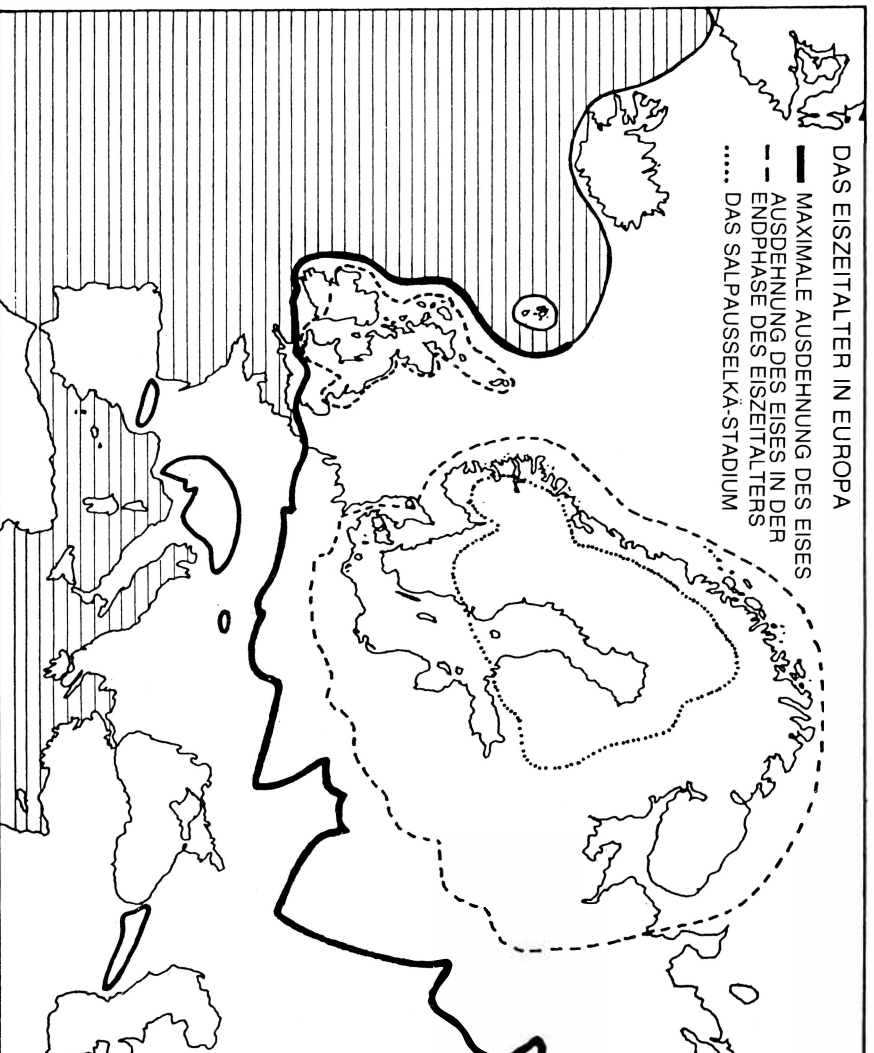 DAS EISZEITALTER IN EUROPA
MAXIMALE AUSDEHNUNG DES EISES
AUSDEHNUNG DES EISES IN DER
ENDPHASE DES EISZEITALTERS
DAS SALPAUSSELKÄ-STADIUM